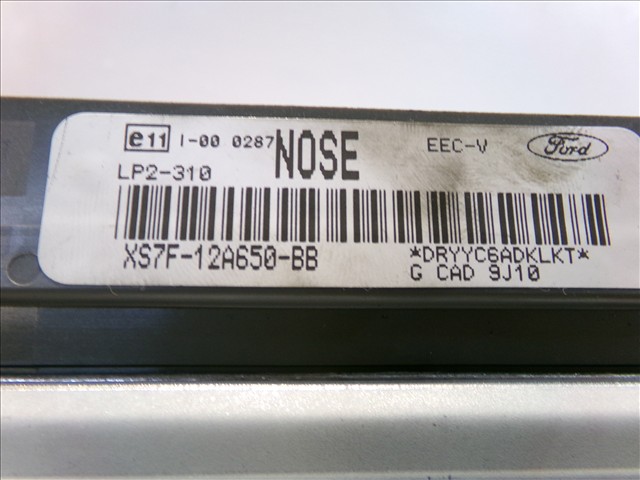 e11 I-00 0287 NOSE EEC-V Ford
LP2-310
XS7F-12A650-BB *DRYYC6ADKLKT*
G CAD 9J10